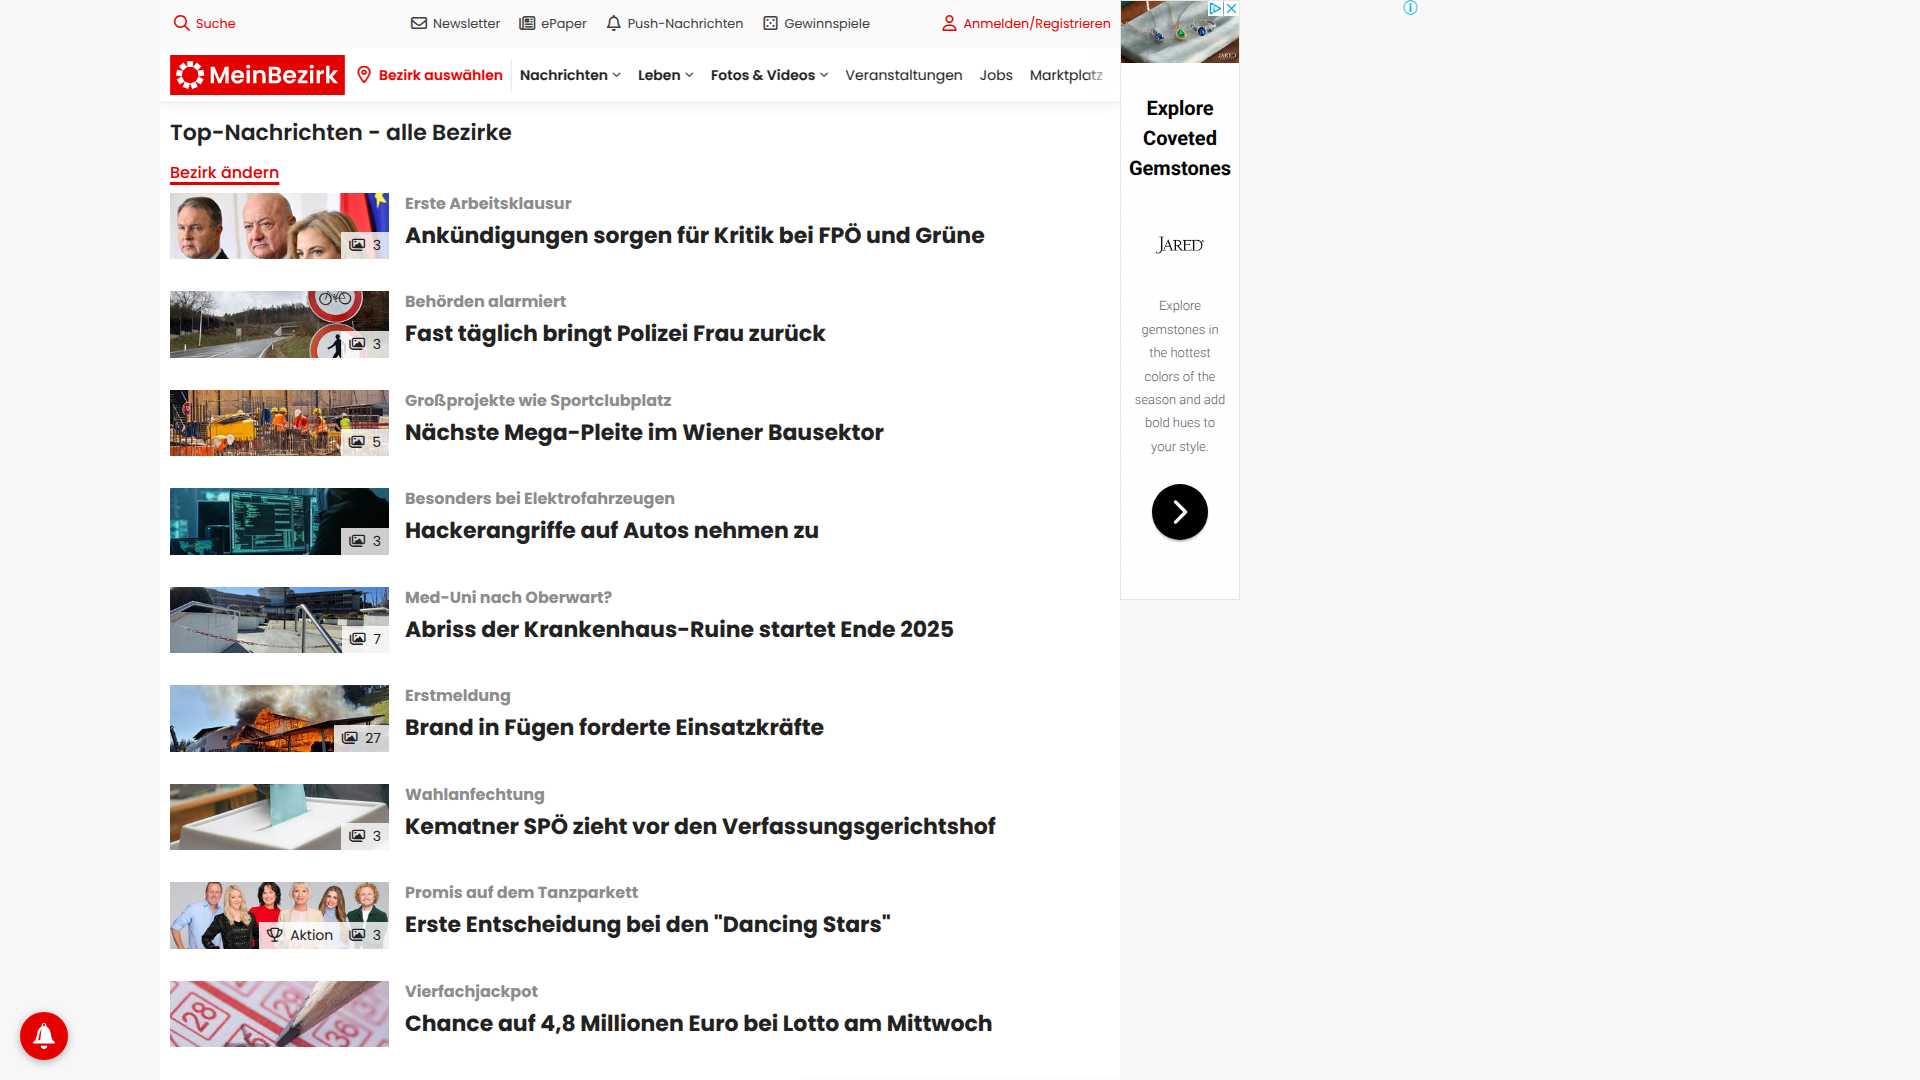 Suche
Newsletter
ePaper
Push-Nachrichten
Gewinnspiele
Anmelden/Registrieren
MeinBezirk
Bezirk auswählen
Nachrichten
Leben
Fotos & Videos
Veranstaltungen
Jobs
Marktplatz
Top-Nachrichten - alle Bezirke
Bezirk ändern
3
Erste Arbeitsklausur
Ankündigungen sorgen für Kritik bei FPÖ und Grüne
3
Behörden alarmiert
Fast täglich bringt Polizei Frau zurück
5
Großprojekte wie Sportclubplatz
Nächste Mega-Pleite im Wiener Bausektor
3
Besonders bei Elektrofahrzeugen
Hackerangriffe auf Autos nehmen zu
7
Med-Uni nach Oberwart?
Abriss der Krankenhaus-Ruine startet Ende 2025
27
Erstmeldung
Brand in Fügen forderte Einsatzkräfte
3
Wahlanfechtung
Kematner SPÖ zieht vor den Verfassungsgerichtshof
Aktion
3
Promis auf dem Tanzparkett
Erste Entscheidung bei den "Dancing Stars"
28
36
Vierfachjackpot
Chance auf 4,8 Millionen Euro bei Lotto am Mittwoch
Explore
Coveted
Gemstones
JARED
Explore
gemstones in
the hottest
colors of the
season and add
bold hues to
your style.